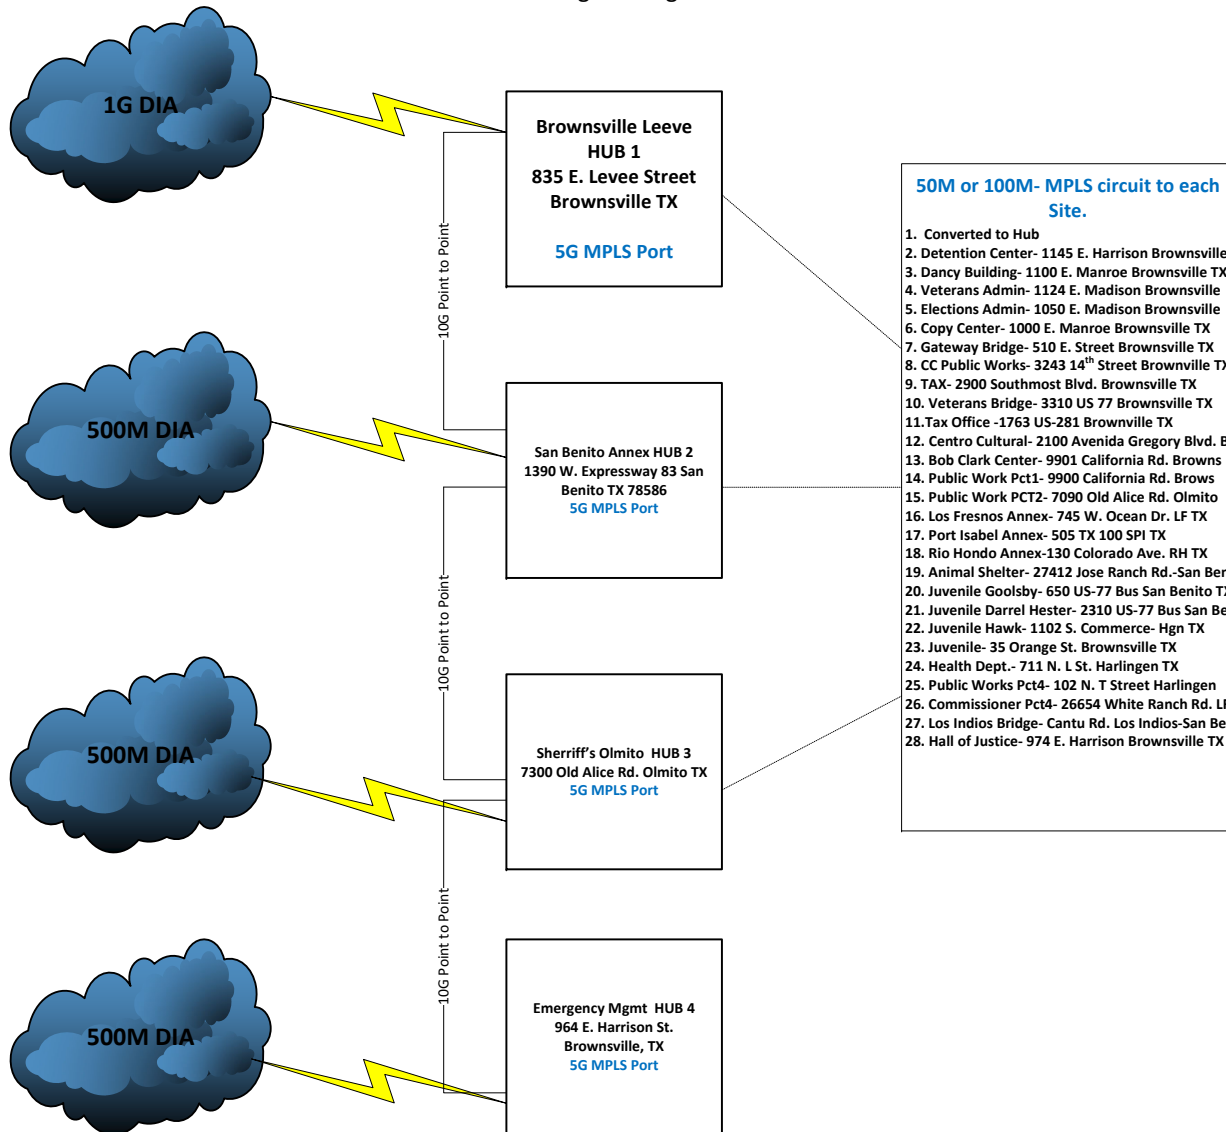 1G DIA
Brownsville Leeve
HUB 1
835 E. Levee Street
Brownsville TX
5G MPLS Port
10G Point to Point
500M DIA
San Benito Annex HUB 2
1390 W. Expressway 83 San
Benito TX 78586
5G MPLS Port
10G Point to Point
500M DIA
Sherriff's Olmito  HUB 3
7300 Old Alice Rd. Olmito TX
5G MPLS Port
10G Point to Point
500M DIA
Emergency Mgmt  HUB 4
964 E. Harrison St.
Brownsville, TX
5G MPLS Port
50M or 100M- MPLS circuit to each
Site.
1.  Converted to Hub
2. Detention Center- 1145 E. Harrison Brownsville
3. Dancy Building- 1100 E. Manroe Brownsville TX
4. Veterans Admin- 1124 E. Madison Brownsville
5. Elections Admin- 1050 E. Madison Brownsville
6. Copy Center- 1000 E. Manroe Brownsville TX
7. Gateway Bridge- 510 E. Street Brownsville TX
8. CC Public Works- 3243 14th Street Brownville TX
9. TAX- 2900 Southmost Blvd. Brownsville TX
10. Veterans Bridge- 3310 US 77 Brownsville TX
11.Tax Office -1763 US-281 Brownville TX
12. Centro Cultural- 2100 Avenida Gregory Blvd. B
13. Bob Clark Center- 9901 California Rd. Browns
14. Public Work Pct1- 9900 California Rd. Brows
15. Public Work PCT2- 7090 Old Alice Rd. Olmito
16. Los Fresnos Annex- 745 W. Ocean Dr. LF TX
17. Port Isabel Annex- 505 TX 100 SPI TX
18. Rio Hondo Annex-130 Colorado Ave. RH TX
19. Animal Shelter- 27412 Jose Ranch Rd.-San Ben
20. Juvenile Goolsby- 650 US-77 Bus San Benito TX
21. Juvenile Darrel Hester- 2310 US-77 Bus San Be
22. Juvenile Hawk- 1102 S. Commerce- Hgn TX
23. Juvenile- 35 Orange St. Brownsville TX
24. Health Dept.- 711 N. L St. Harlingen TX
25. Public Works Pct4- 102 N. T Street Harlingen
26. Commissioner Pct4- 26654 White Ranch Rd. LF
27. Los Indios Bridge- Cantu Rd. Los Indios-San Be
28. Hall of Justice- 974 E. Harrison Brownsville TX